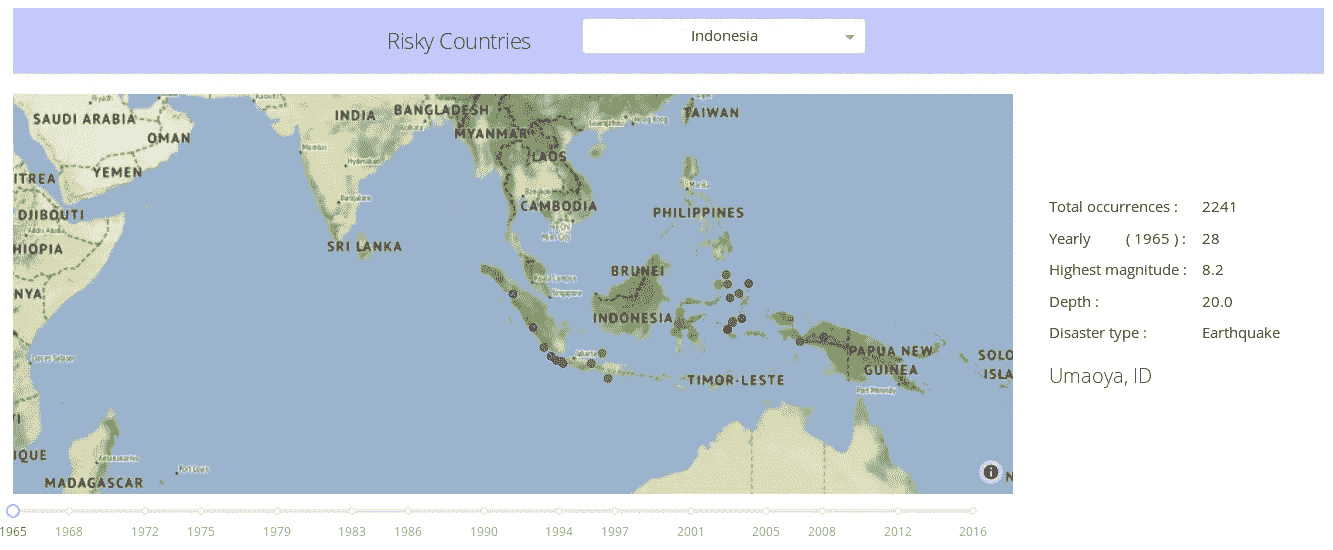 Risky Countries
Indonesia
SAUDI ARABIA
OMAN
YEMEN
ITREA
DJIBOUTI
HIOPIA
NYA
IQUE
MADAGASCAR
INDIA
BANGLADESH
MYANMAR
LAOS
TAIWAN
CAMBODIA
SRI LANKA
PHILIPPINES
BRUNEI
INDONESIA
Jakarta
TIMOR-LESTE
PAPUA NEW
GUINEA
SOLO
ISLA
Total occurrences : 2241
Yearly ( 1965 ) : 28
Highest magnitude : 8.2
Depth : 20.0
Disaster type : Earthquake
Umaoya, ID
1965 1968 1972 1975 1979 1983 1986 1990 1994 1997 2001 2005 2008 2012 2016